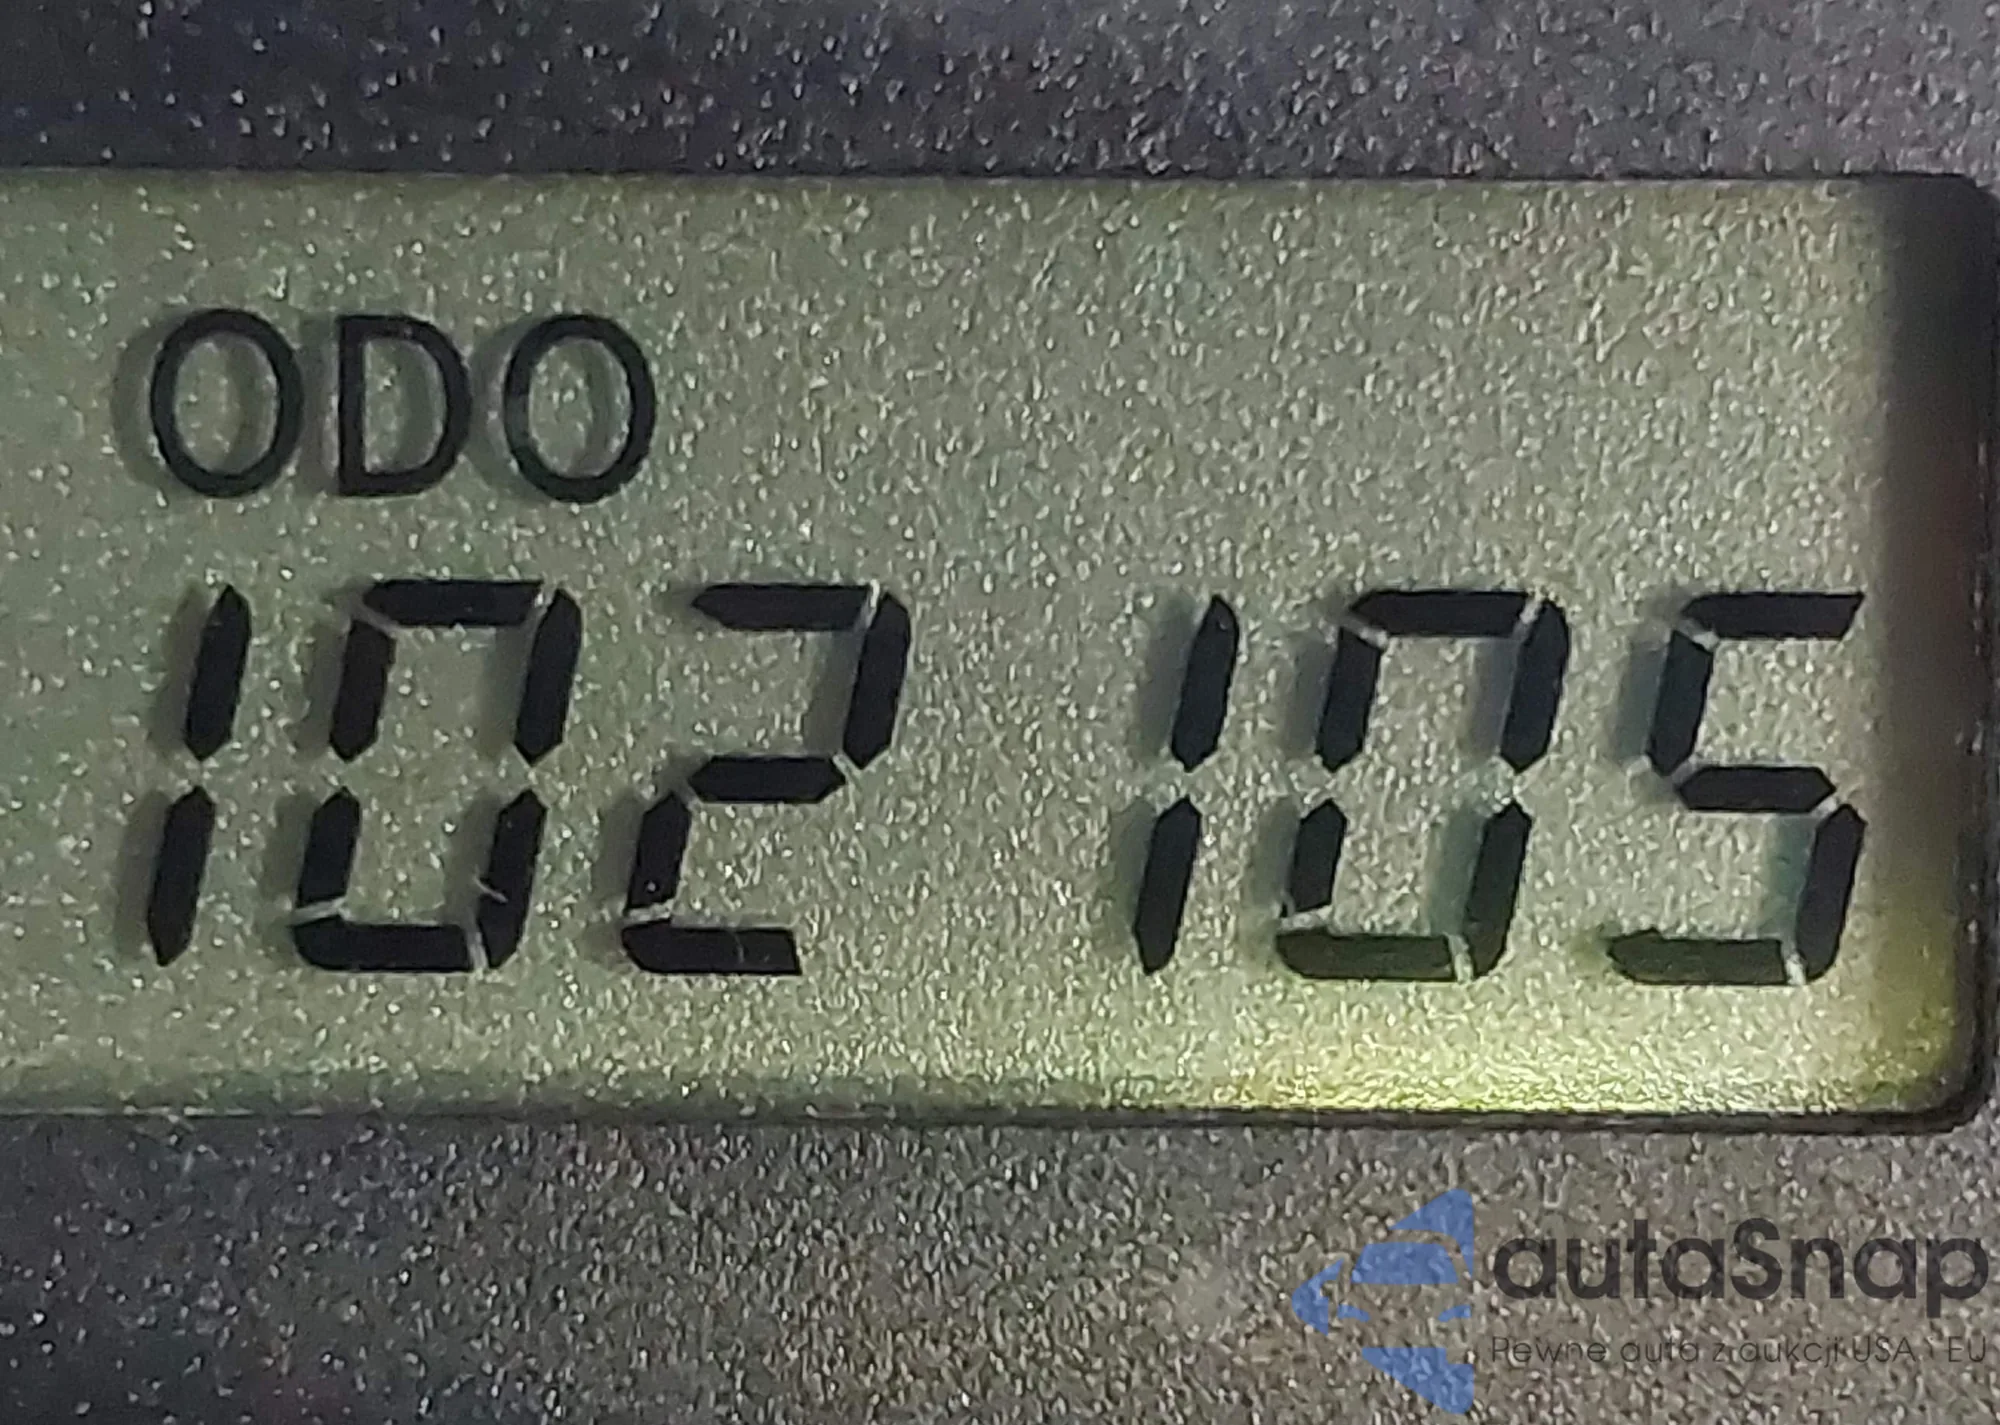 ODO
102 105
autaSnap
Pewne auta z aukcji USA i EU